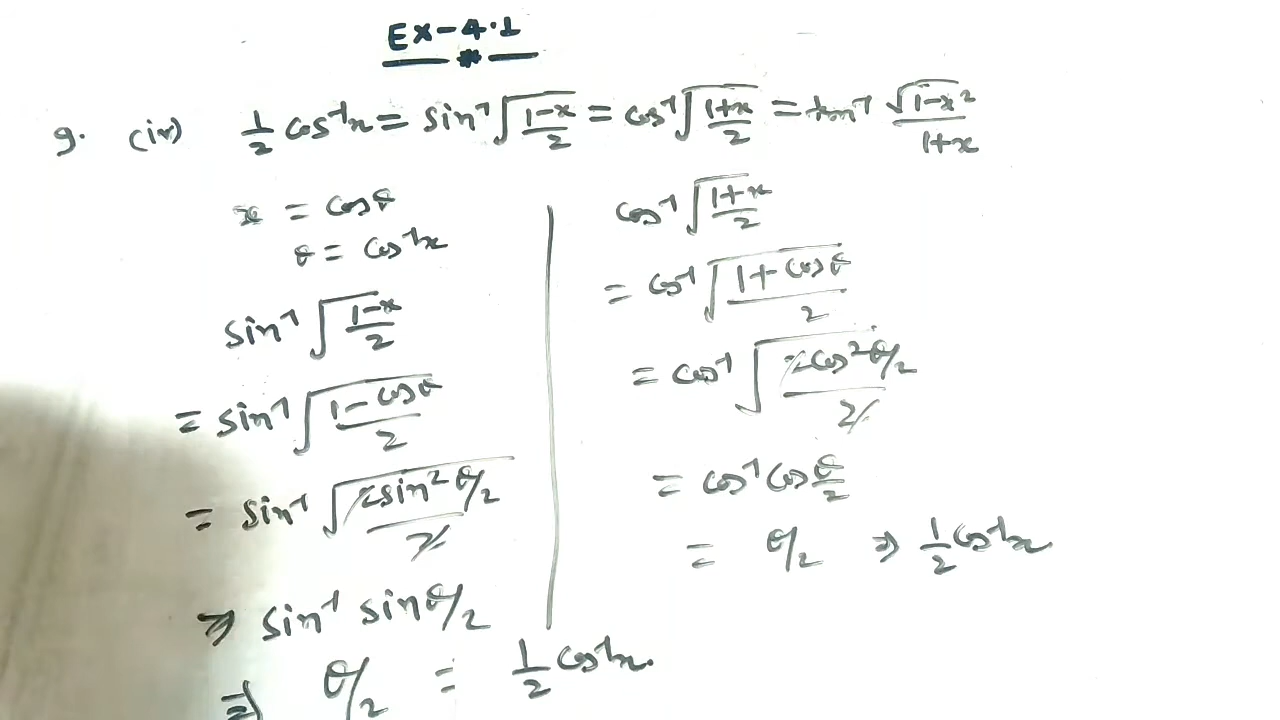 EX-4.1
9. (iv) 1/2 cos⁻¹x = sin⁻¹ √((1-x)/2) = cos⁻¹ √((1+x)/2) = tan⁻¹ √(1-x²)/(1+x)
x = cosθ
θ = cos⁻¹x
sin⁻¹ √((1-x)/2)
= sin⁻¹ √((1-cosθ)/2)
= sin⁻¹ √((2sin²θ/2)/2)
⇒ sin⁻¹ sinθ/2
⇒ θ/2 = 1/2 cos⁻¹x.
cos⁻¹ √((1+x)/2)
= cos⁻¹ √((1+cosθ)/2)
= cos⁻¹ √((2cos²θ/2)/2)
= cos⁻¹ cos θ/2
= θ/2 ⇒ 1/2 cos⁻¹x